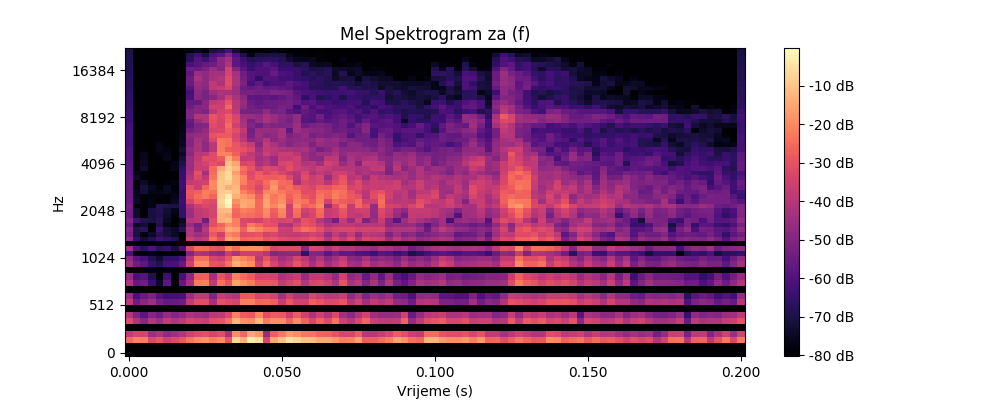 Mel Spektrogram za (f)
Hz
16384
8192
4096
2048
1024
512
0
0.000 0.050 0.100 0.150 0.200
Vrijeme (s)
-10 dB
-20 dB
-30 dB
-40 dB
-50 dB
-60 dB
-70 dB
-80 dB